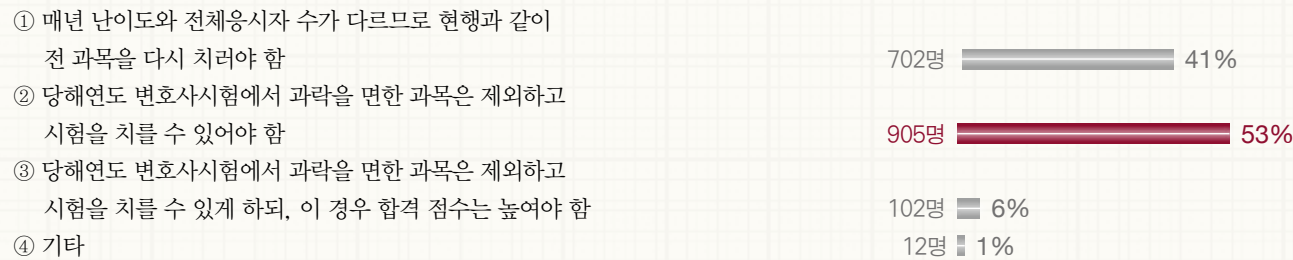 ① 매년 난이도와 전체응시자 수가 다르므로 현행과 같이
전 과목을 다시 치러야 함 702명 41%
② 당해연도 변호사시험에서 과락을 면한 과목은 제외하고
시험을 치를 수 있어야 함 905명 53%
③ 당해연도 변호사시험에서 과락을 면한 과목은 제외하고
시험을 치를 수 있게 하되, 이 경우 합격 점수는 높여야 함 102명 6%
④ 기타 12명 1%